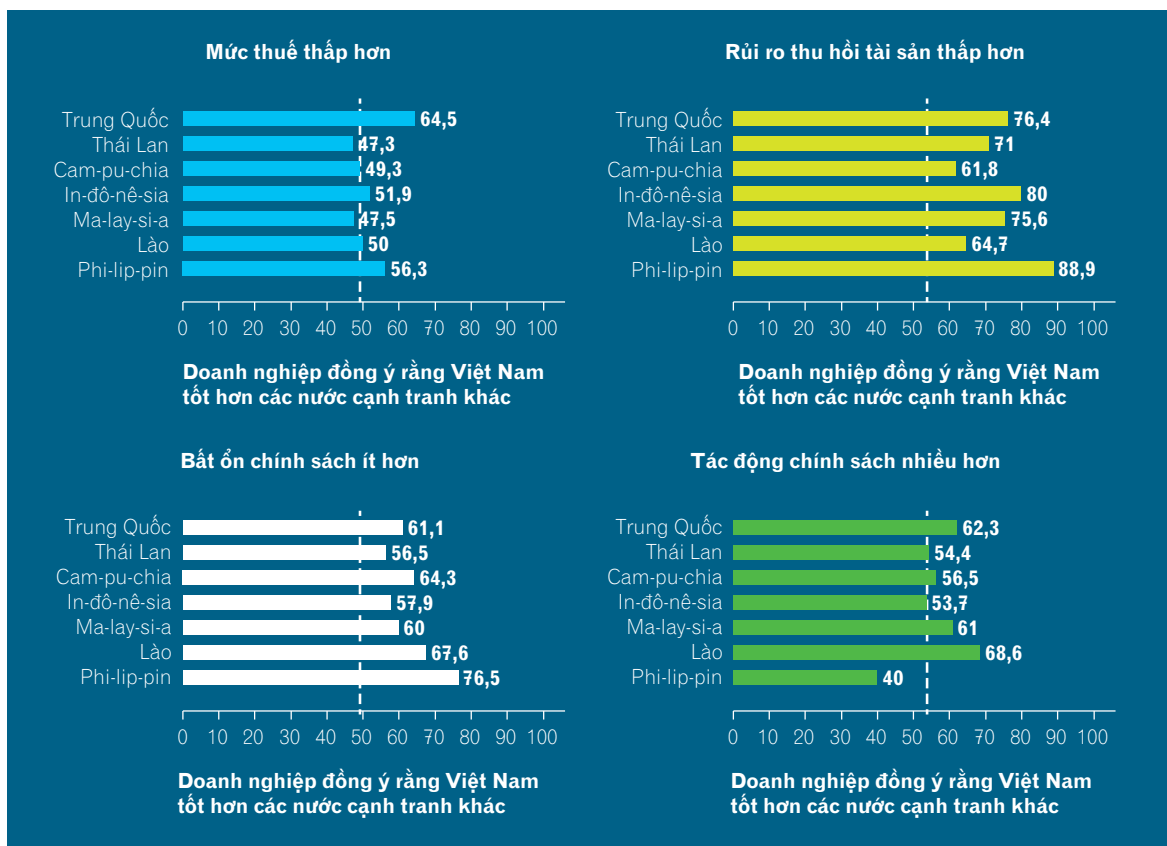 Mức thuế thấp hơn
Trung Quốc 64,5
Thái Lan 47,3
Cam-pu-chia 49,3
In-đô-nê-sia 51,9
Ma-lay-si-a 47,5
Lào 50
Phi-lip-pin 56,3
0 10 20 30 40 50 60 70 80 90 100
Doanh nghiệp đồng ý rằng Việt Nam
tốt hơn các nước cạnh tranh khác
Rủi ro thu hồi tài sản thấp hơn
Trung Quốc 76,4
Thái Lan 71
Cam-pu-chia 61,8
In-đô-nê-sia 80
Ma-lay-si-a 75,6
Lào 64,7
Phi-lip-pin 88,9
0 10 20 30 40 50 60 70 80 90 100
Doanh nghiệp đồng ý rằng Việt Nam
tốt hơn các nước cạnh tranh khác
Bất ổn chính sách ít hơn
Trung Quốc 61,1
Thái Lan 56,5
Cam-pu-chia 64,3
In-đô-nê-sia 57,9
Ma-lay-si-a 60
Lào 67,6
Phi-lip-pin 76,5
0 10 20 30 40 50 60 70 80 90 100
Doanh nghiệp đồng ý rằng Việt Nam
tốt hơn các nước cạnh tranh khác
Tác động chính sách nhiều hơn
Trung Quốc 62,3
Thái Lan 54,4
Cam-pu-chia 56,5
In-đô-nê-sia 53,7
Ma-lay-si-a 61
Lào 68,6
Phi-lip-pin 40
0 10 20 30 40 50 60 70 80 90 100
Doanh nghiệp đồng ý rằng Việt Nam
tốt hơn các nước cạnh tranh khác